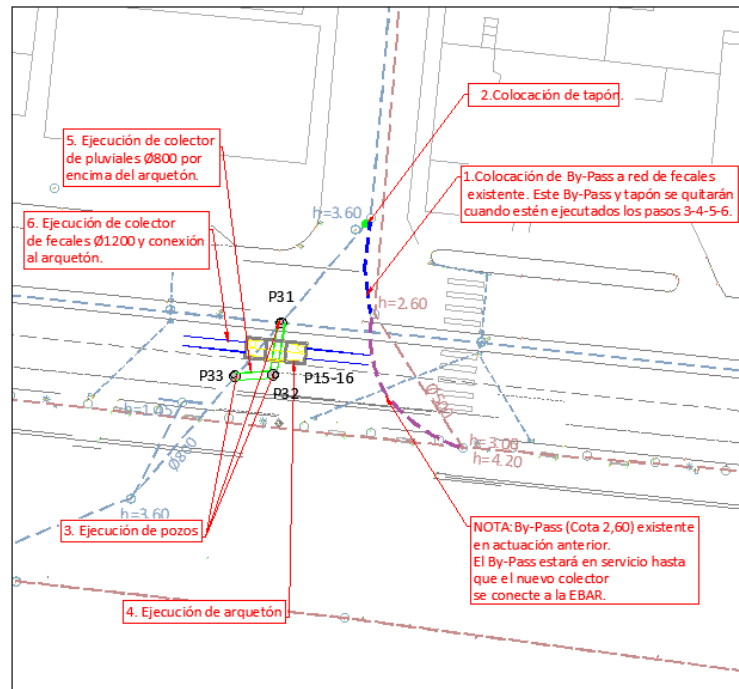 2.Colocación de tapón.
5. Ejecución de colector
de pluviales Ø800 por
encima del arquetón.
1.Colocación de By-Pass a red de fecales
existente. Este By-Pass y tapón se quitarán
cuando estén ejecutados los pasos 3-4-5-6.
6. Ejecución de colector
de fecales Ø1200 y conexión
al arquetón.
h=3.60
P31
h=2.60
P33
P32
P15-16
Ø500
Ø800
h=3.00
h=4.20
h=3.60
3. Ejecución de pozos
4. Ejecución de arquetón
NOTA:By-Pass (Cota 2,60) existente
en actuación anterior.
El By-Pass estará en servicio hasta
que el nuevo colector
se conecte a la EBAR.